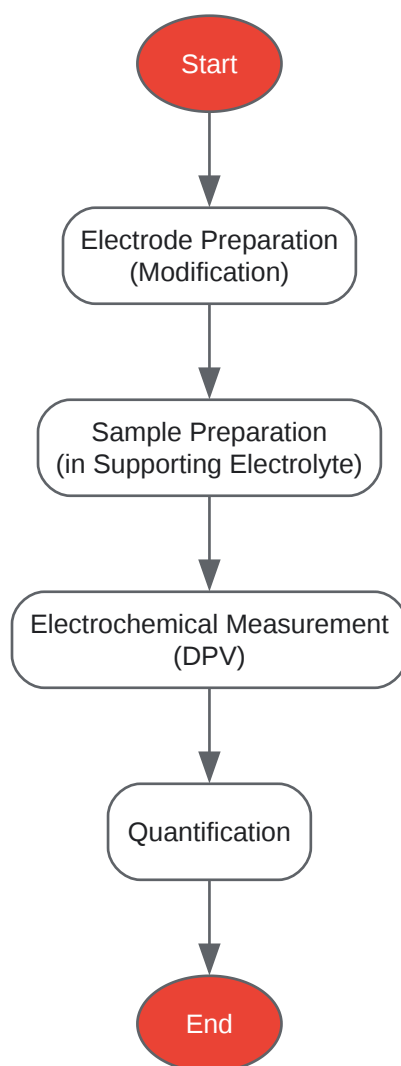 Start
Electrode Preparation
(Modification)
Sample Preparation
(in Supporting Electrolyte)
Electrochemical Measurement
(DPV)
Quantification
End